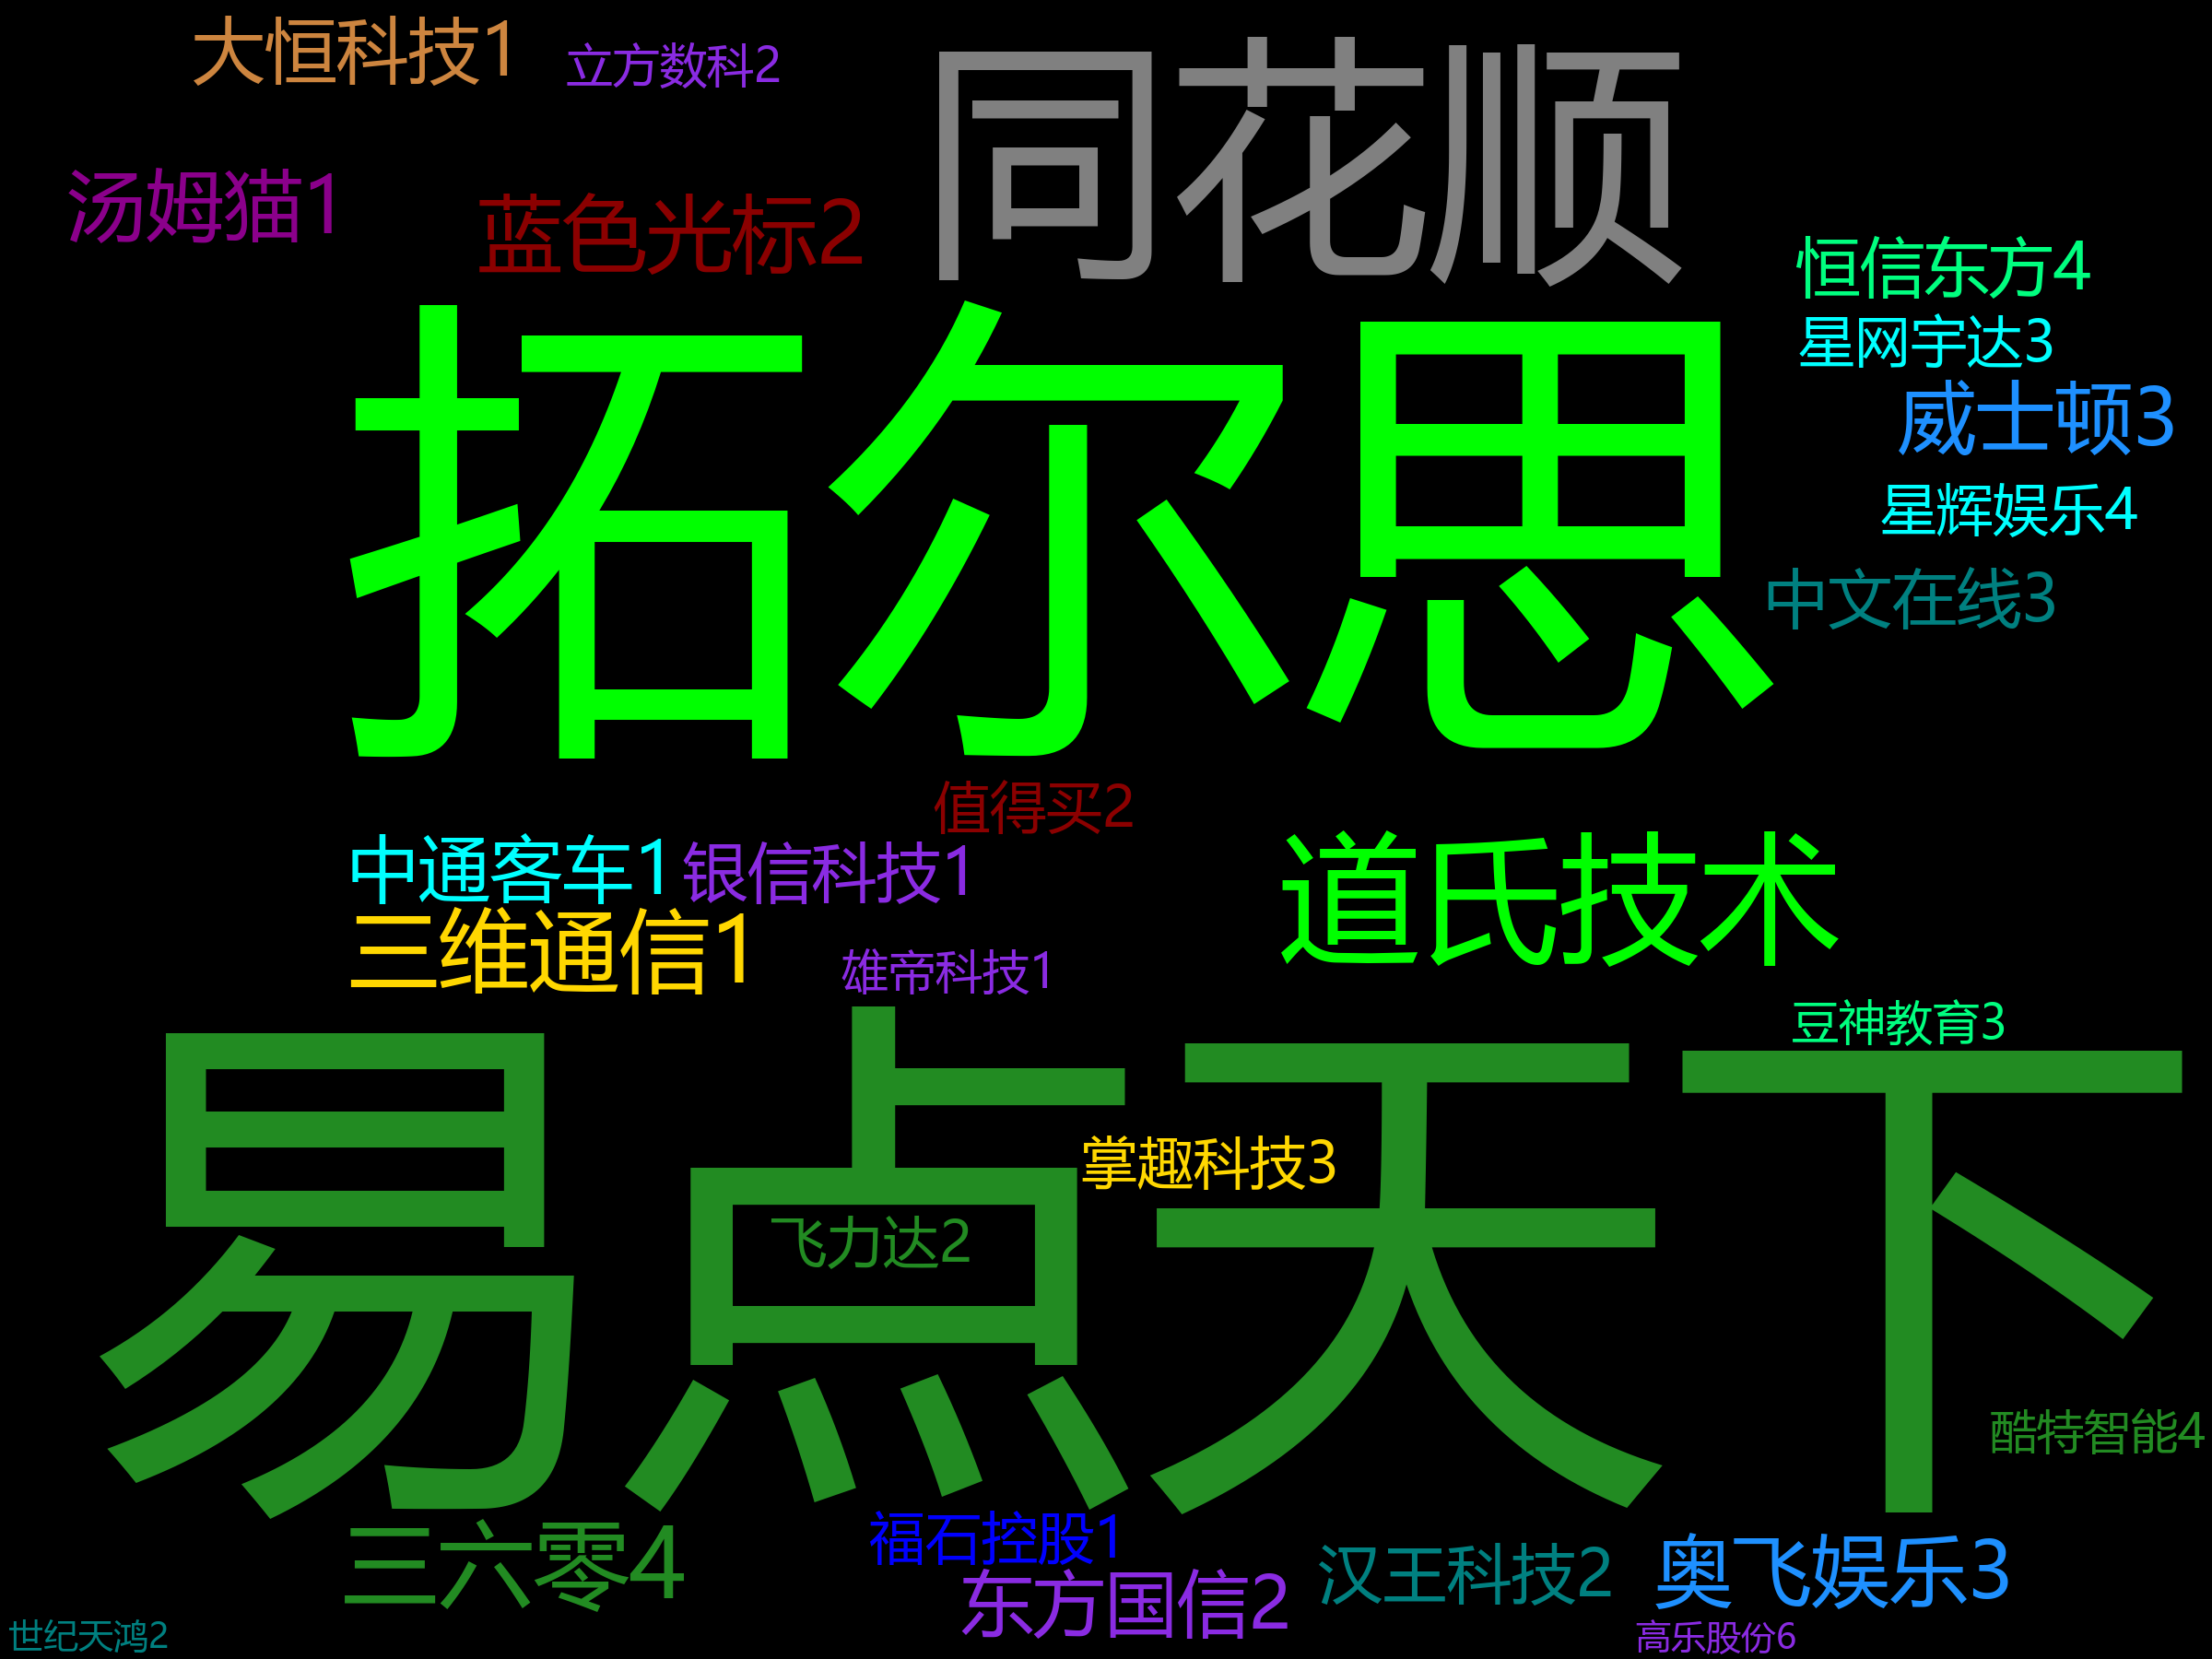 大恒科技1
立方数科2
同花顺
汤姆猫1
蓝色光标2
恒信东方4
星网宇达3
威士顿3
拓尔思
星辉娱乐4
中文在线3
值得买2
中通客车1
银信科技1
道氏技术
三维通信1
雄帝科技1
豆神教育3
易点天下
掌趣科技3
飞力达2
酷特智能4
三六零4
福石控股1
东方国信2
汉王科技2
奥飞娱乐3
世纪天鸿2
高乐股份6